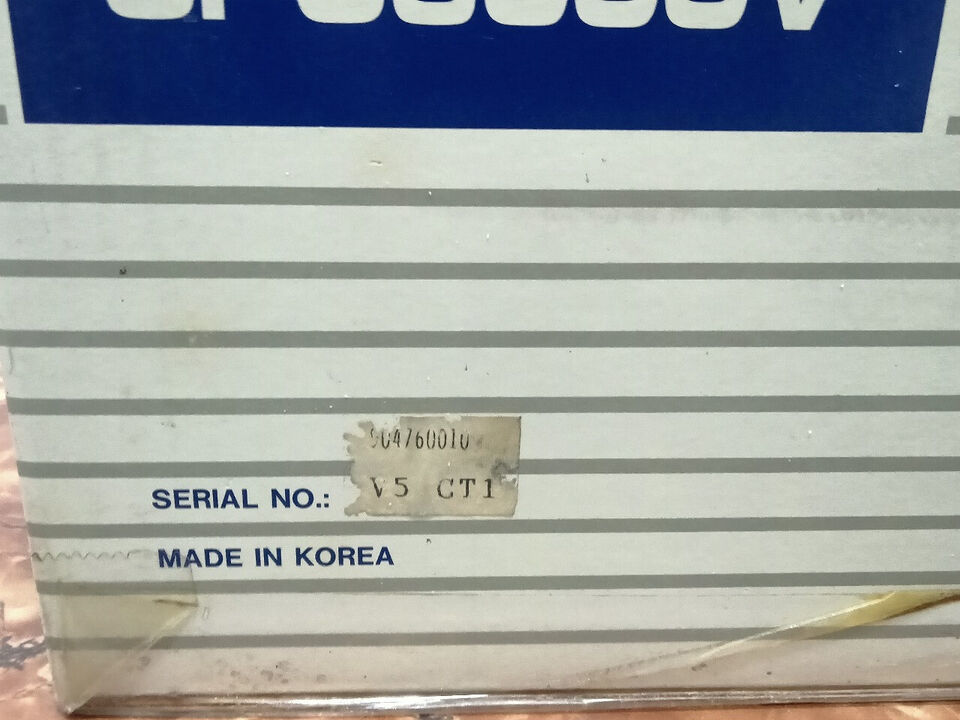 904760010
V5 CT1
SERIAL NO.:
MADE IN KOREA